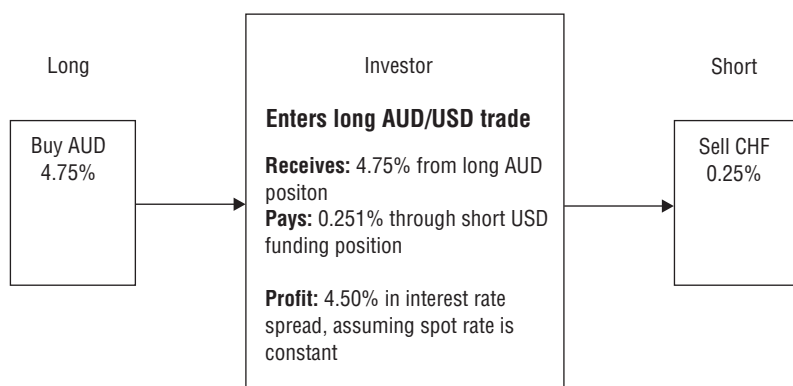 Long
Investor
Short
Buy AUD
4.75%
Enters long AUD/USD trade
Receives: 4.75% from long AUD
positon
Pays: 0.251% through short USD
funding position
Profit: 4.50% in interest rate
spread, assuming spot rate is
constant
Sell CHF
0.25%